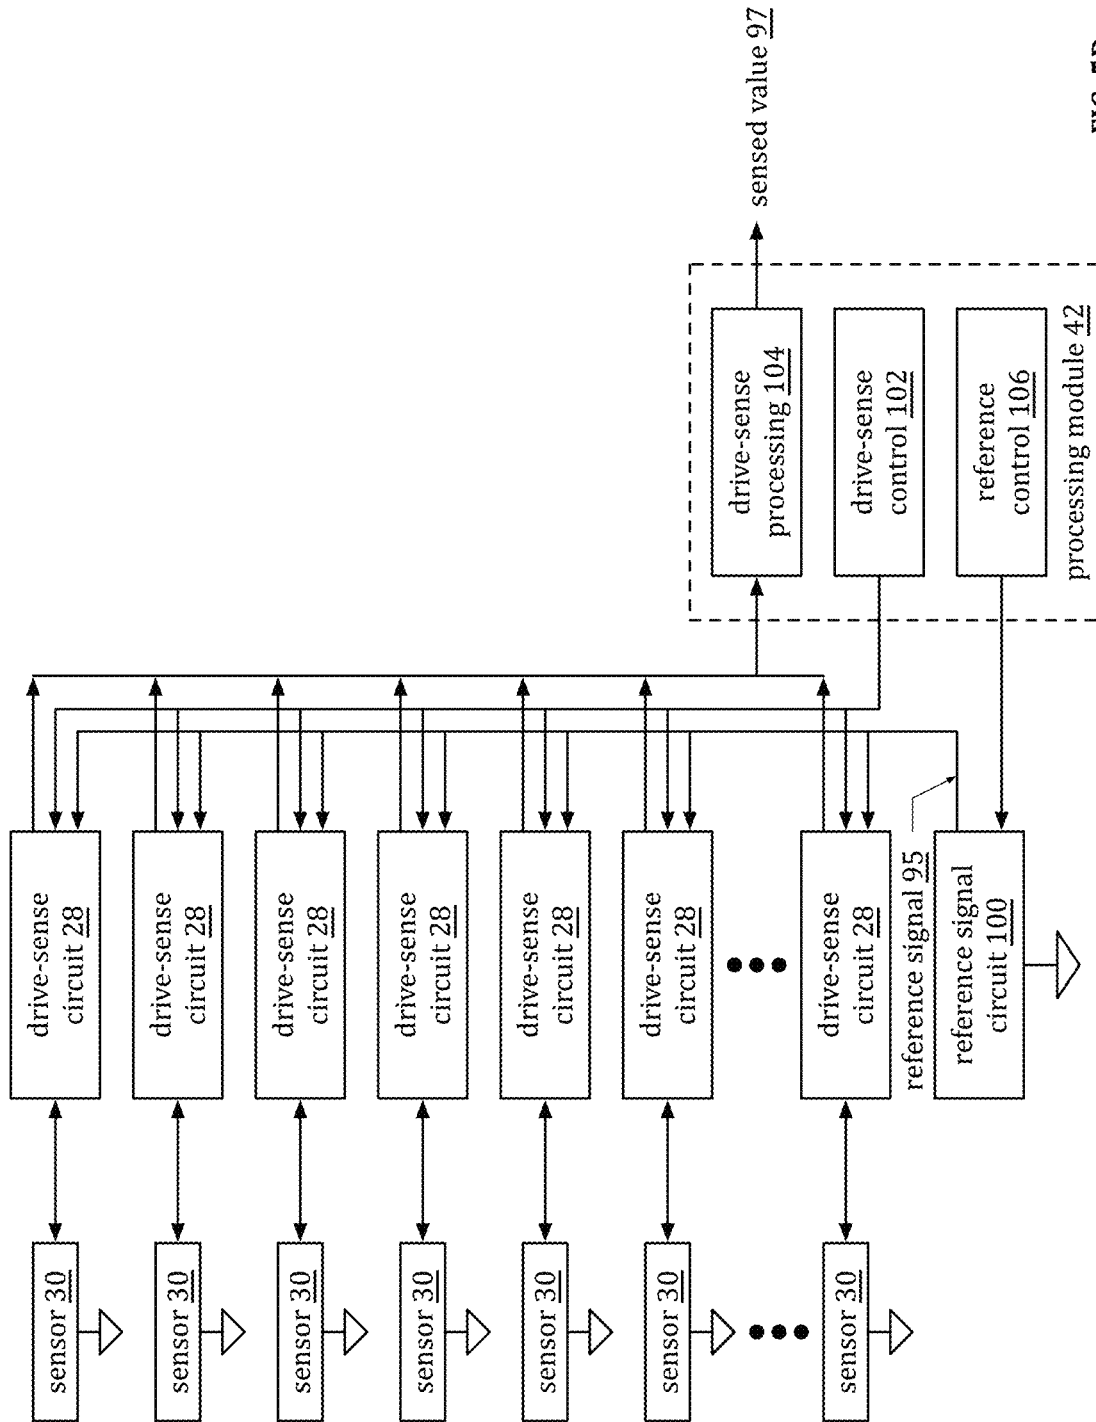 sensor 30
sensor 30
sensor 30
sensor 30
sensor 30
sensor 30
sensor 30
drive-sense
circuit 28
drive-sense
circuit 28
drive-sense
circuit 28
drive-sense
circuit 28
drive-sense
circuit 28
drive-sense
circuit 28
drive-sense
circuit 28
reference signal 95
reference signal
circuit 100
drive-sense
processing 104
drive-sense
control 102
reference
control 106
processing module 42
sensed value 97